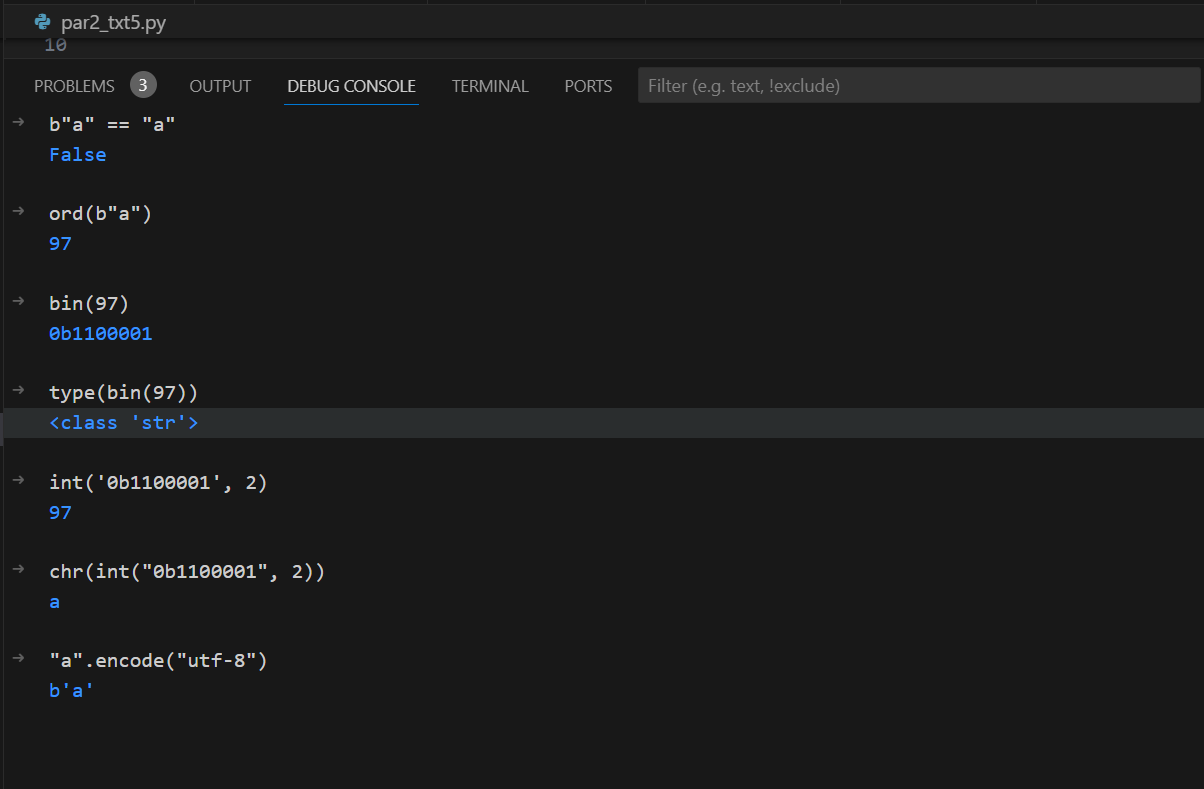 par2_txt5.py
10
PROBLEMS 3 OUTPUT DEBUG CONSOLE TERMINAL PORTS Filter (e.g. text, !exclude)
→ b"a" == "a"
False
→ ord(b"a")
97
→ bin(97)
0b1100001
→ type(bin(97))
<class 'str'>
→ int('0b1100001', 2)
97
→ chr(int("0b1100001", 2))
a
→ "a".encode("utf-8")
b'a'